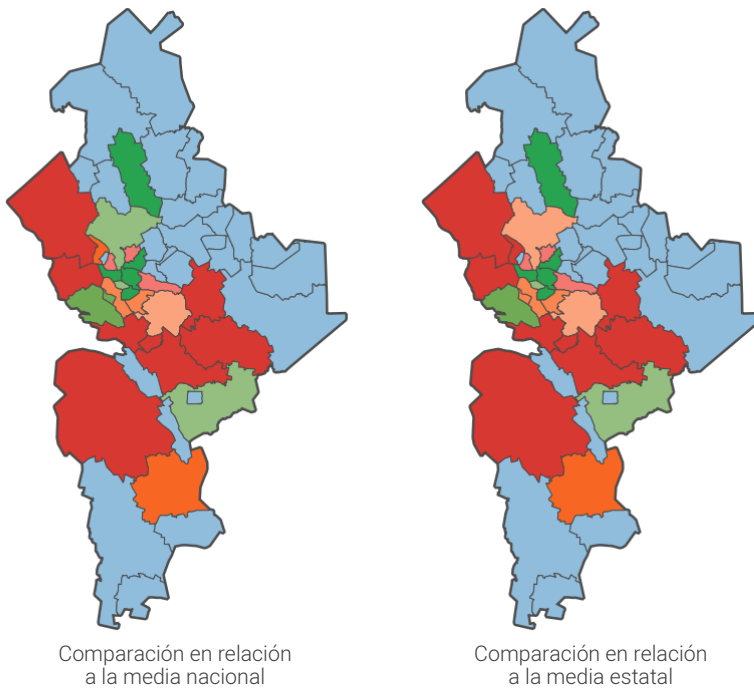 Comparación en relación
a la media nacional
Comparación en relación
a la media estatal